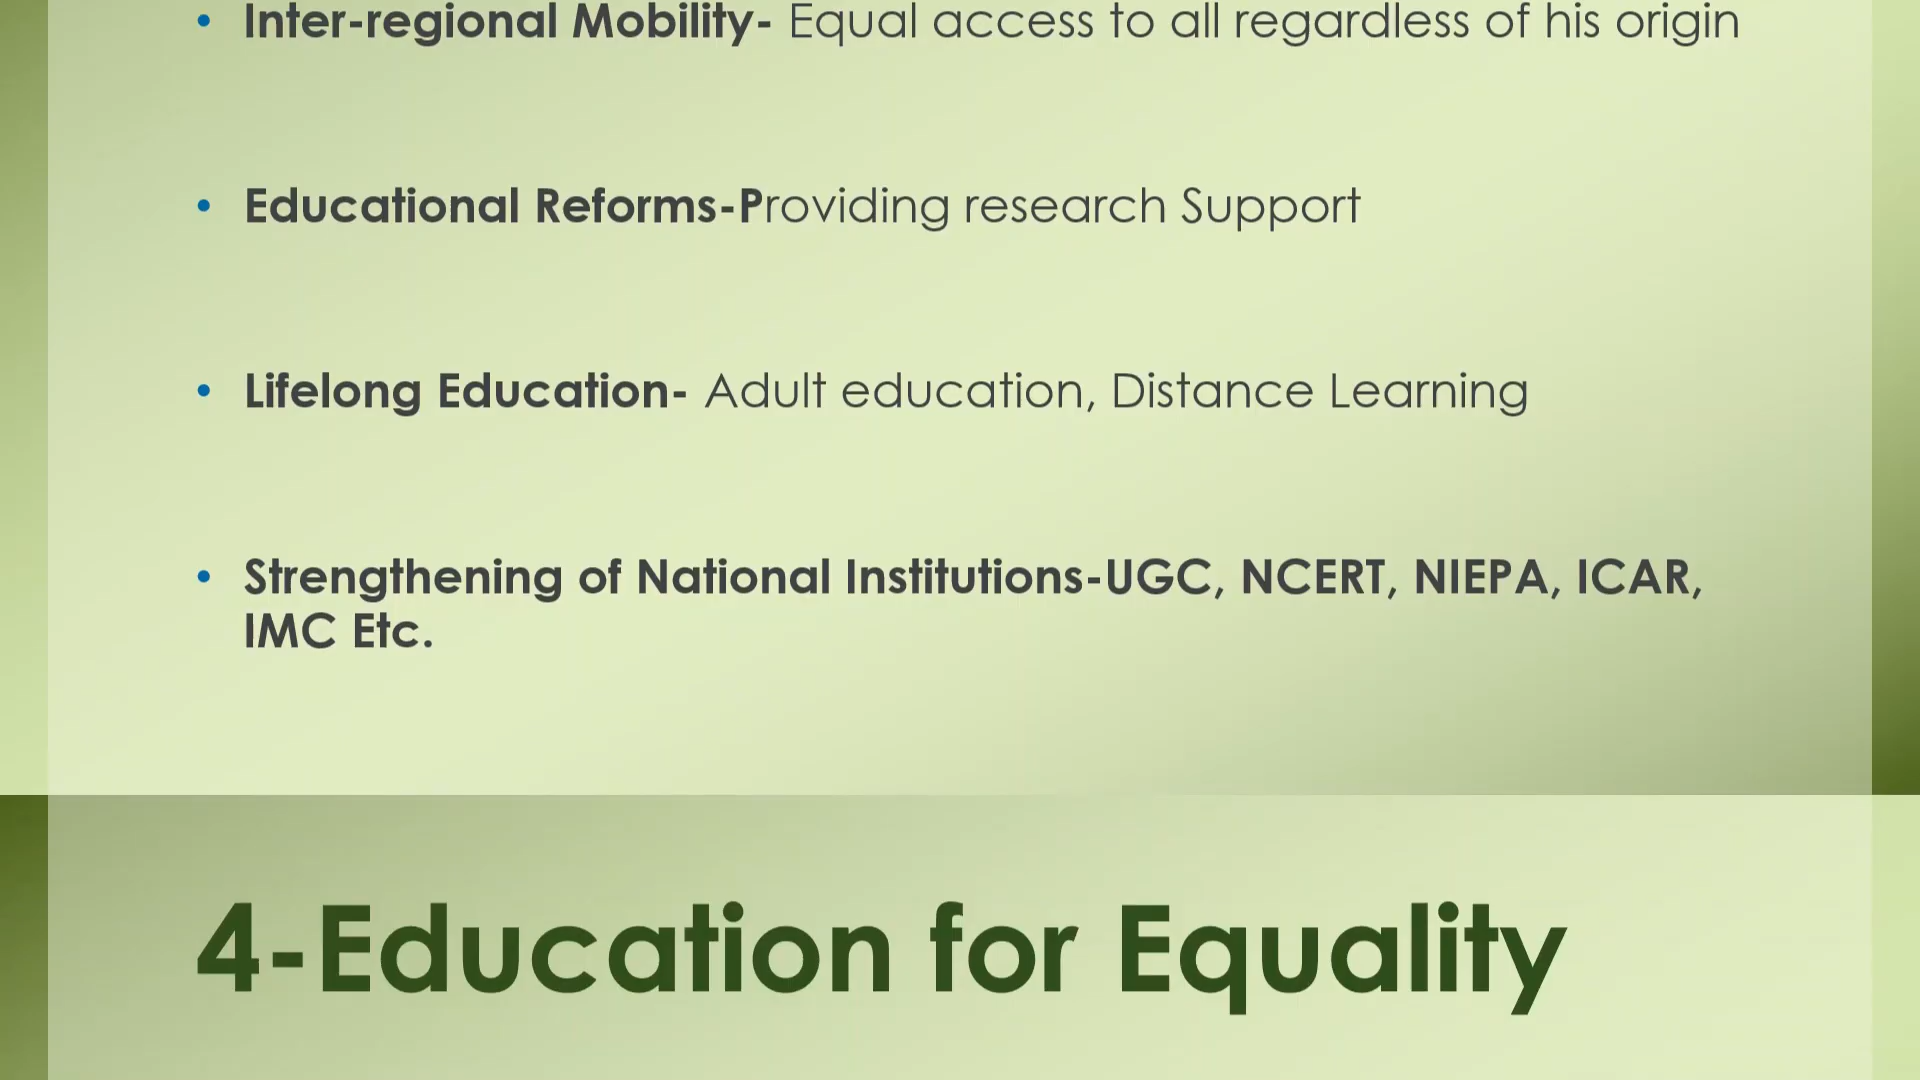 • Inter-regional Mobility- Equal access to all regardless of his origin
• Educational Reforms-Providing research Support
• Lifelong Education- Adult education, Distance Learning
• Strengthening of National Institutions-UGC, NCERT, NIEPA, ICAR,
IMC Etc.
4-Education for Equality